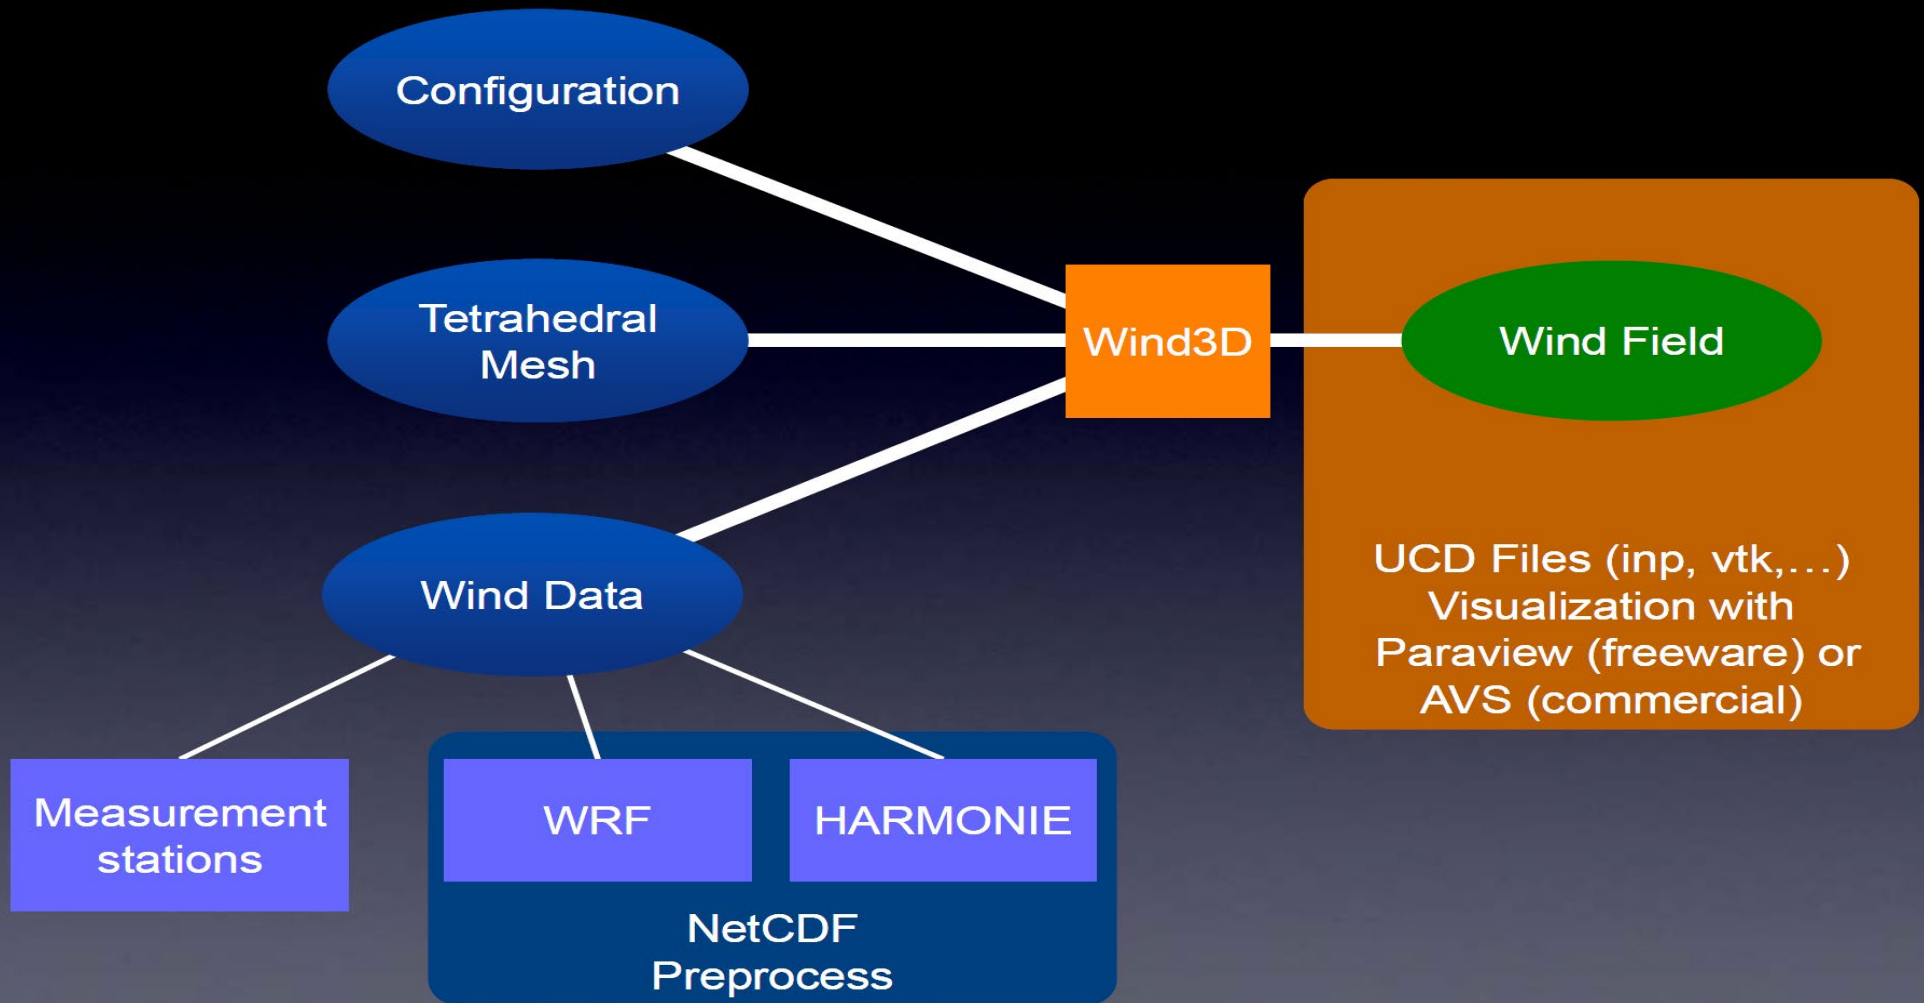 Configuration
Tetrahedral
Mesh
Wind3D
Wind Field
Wind Data
UCD Files (inp, vtk,...)
Visualization with
Paraview (freeware) or
AVS (commercial)
Measurement
stations
WRF
HARMONIE
NetCDF
Preprocess